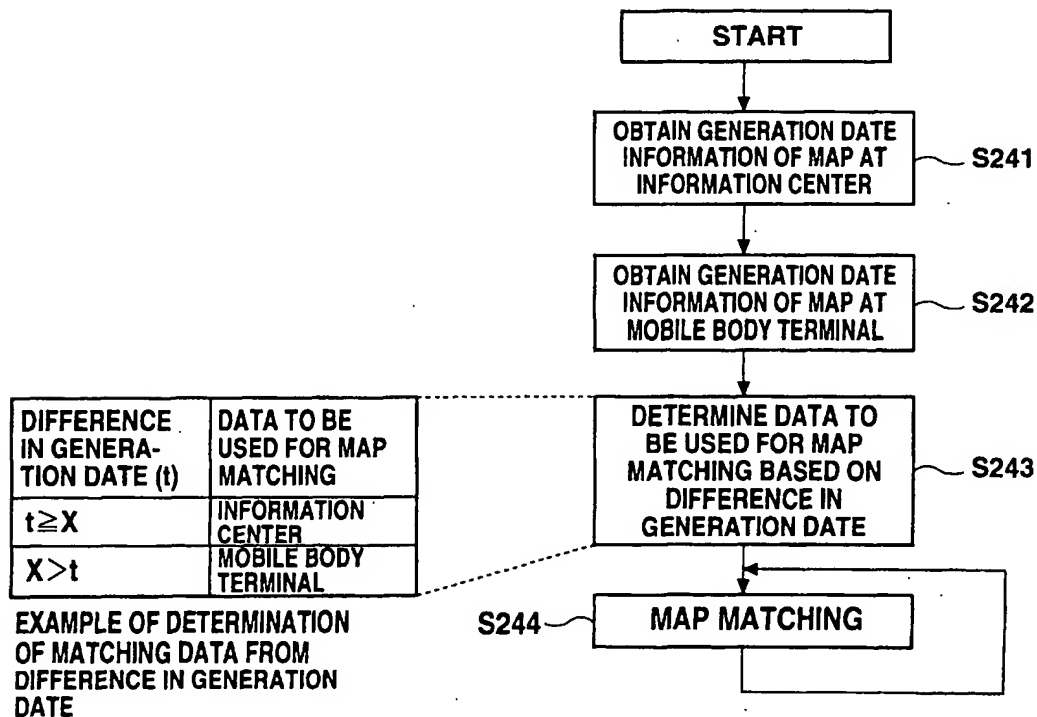 START
OBTAIN GENERATION DATE
INFORMATION OF MAP AT
INFORMATION CENTER
S241
OBTAIN GENERATION DATE
INFORMATION OF MAP AT
MOBILE BODY TERMINAL
S242
DETERMINE DATA TO
BE USED FOR MAP
MATCHING BASED ON
DIFFERENCE IN
GENERATION DATE
S243
DIFFERENCE
IN GENERA-
TION DATE (t)
DATA TO BE
USED FOR MAP
MATCHING
t≧X
INFORMATION
CENTER
X>t
MOBILE BODY
TERMINAL
EXAMPLE OF DETERMINATION
OF MATCHING DATA FROM
DIFFERENCE IN GENERATION
DATE
S244
MAP MATCHING